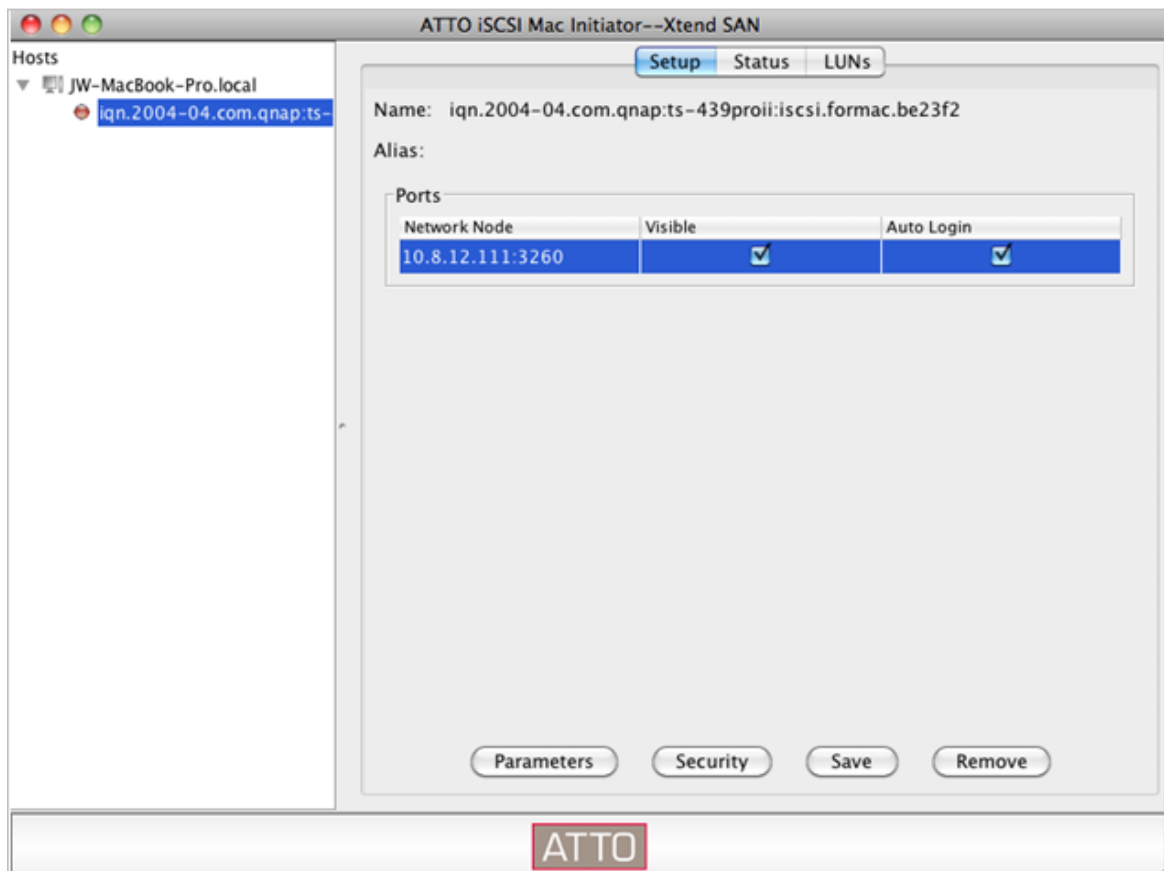 ATTO iSCSI Mac Initiator--Xtend SAN
Hosts
JW-MacBook-Pro.local
iqn.2004-04.com.qnap:ts-
Setup Status LUNs
Name: iqn.2004-04.com.qnap:ts-439proii:iscsi.formac.be23f2
Alias:
Ports
Network Node Visible Auto Login
10.8.12.111:3260
Parameters Security Save Remove
ATTO